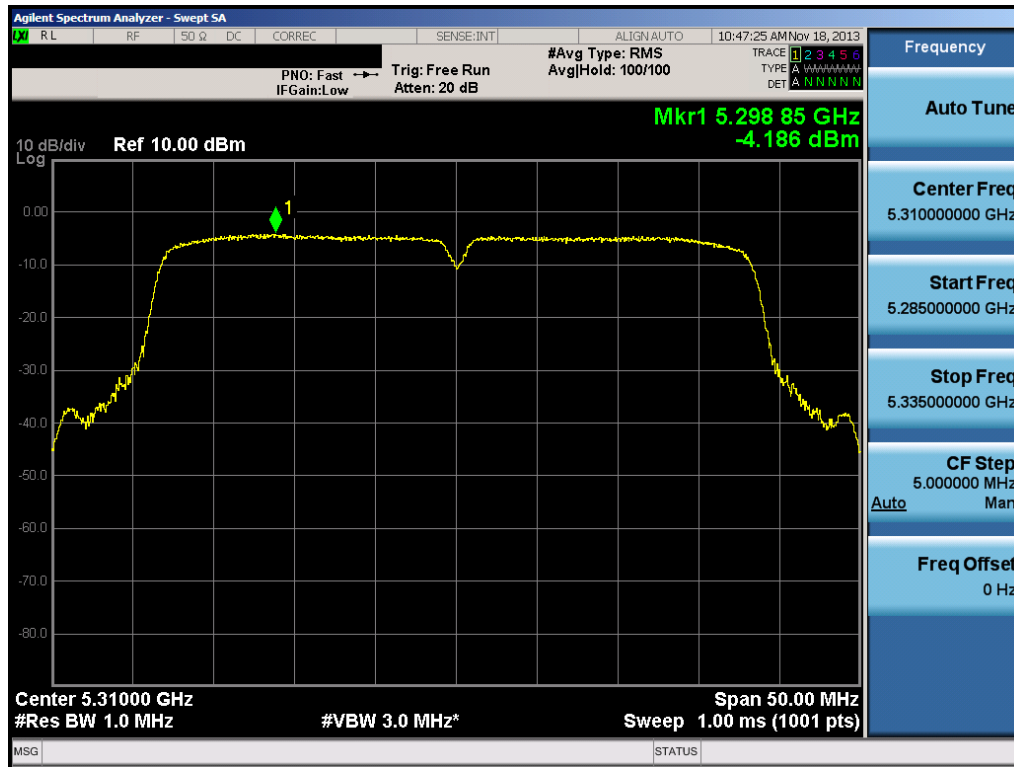 Agilent Spectrum Analyzer - Swept SA
LXI RL RF 50 Ω DC CORREC SENSE:INT ALIGN AUTO 10:47:25 AM Nov 18, 2013
PNO: Fast
IFGain:Low
Trig: Free Run
Atten: 20 dB
#Avg Type: RMS
Avg|Hold: 100/100
TRACE 1 2 3 4 5 6
TYPE A WWWWW
DET A N N N N N
Mkr1 5.298 85 GHz
-4.186 dBm
10 dB/div Ref 10.00 dBm
Log
1
0.00
-10.0
-20.0
-30.0
-40.0
-50.0
-60.0
-70.0
-80.0
Center 5.31000 GHz Span 50.00 MHz
#Res BW 1.0 MHz #VBW 3.0 MHz* Sweep 1.00 ms (1001 pts)
MSG STATUS
Frequency
Auto Tune
Center Freq
5.310000000 GHz
Start Freq
5.285000000 GHz
Stop Freq
5.335000000 GHz
CF Step
5.000000 MHz
Auto Man
Freq Offset
0 Hz